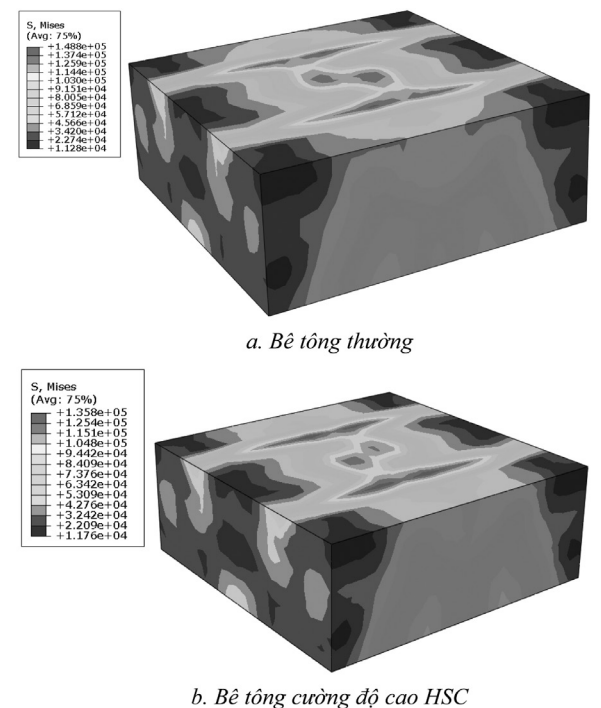 S, Mises
(Avg: 75%)
+1.488e+05
+1.374e+05
+1.259e+05
+1.144e+05
+1.030e+05
+9.151e+04
+8.005e+04
+6.859e+04
+5.712e+04
+4.566e+04
+3.420e+04
+2.274e+04
+1.128e+04
a. Bê tông thường
S, Mises
(Avg: 75%)
+1.358e+05
+1.254e+05
+1.151e+05
+1.048e+05
+9.442e+04
+8.409e+04
+7.376e+04
+6.342e+04
+5.309e+04
+4.276e+04
+3.242e+04
+2.209e+04
+1.176e+04
b. Bê tông cường độ cao HSC